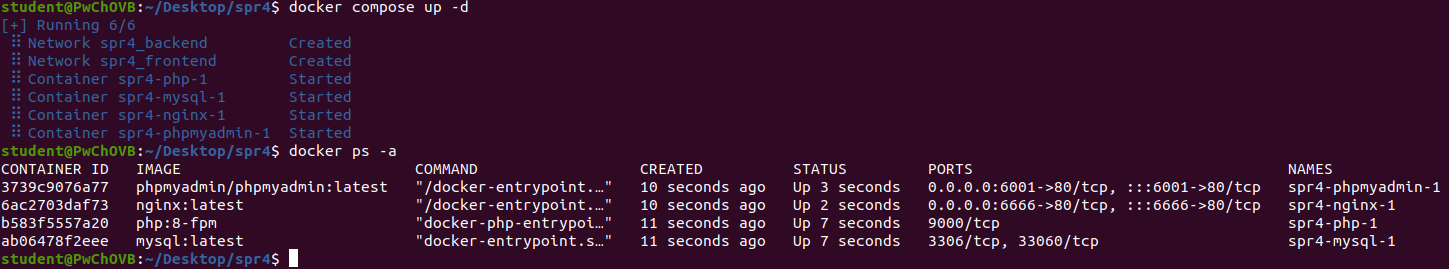 student@PwChOVB:~/Desktop/spr4$ docker compose up -d
[+] Running 6/6
⠿ Network spr4_backend         Created
⠿ Network spr4_frontend        Created
⠿ Container spr4-php-1         Started
⠿ Container spr4-mysql-1       Started
⠿ Container spr4-nginx-1       Started
⠿ Container spr4-phpmyadmin-1  Started
student@PwChOVB:~/Desktop/spr4$ docker ps -a
CONTAINER ID   IMAGE                          COMMAND                  CREATED          STATUS         PORTS                                   NAMES
3739c9076a77   phpmyadmin/phpmyadmin:latest   "/docker-entrypoint.…"   10 seconds ago   Up 3 seconds   0.0.0.0:6001->80/tcp, :::6001->80/tcp   spr4-phpmyadmin-1
6ac2703daf73   nginx:latest                   "/docker-entrypoint.…"   10 seconds ago   Up 2 seconds   0.0.0.0:6666->80/tcp, :::6666->80/tcp   spr4-nginx-1
b583f5557a20   php:8-fpm                      "docker-php-entrypoi…"   11 seconds ago   Up 7 seconds   9000/tcp                                spr4-php-1
ab06478f2eee   mysql:latest                   "docker-entrypoint.s…"   11 seconds ago   Up 7 seconds   3306/tcp, 33060/tcp                     spr4-mysql-1
student@PwChOVB:~/Desktop/spr4$